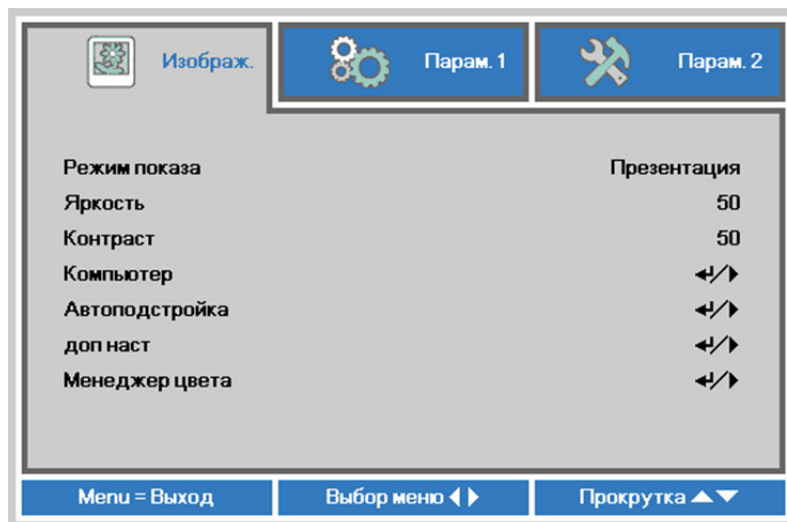 Изображ. Парам. 1 Парам. 2
Режим показа Презентация
Яркость 50
Контраст 50
Компьютер
Автоподстройка
доп наст
Менеджер цвета
Menu = Выход Выбор меню Прокрутка